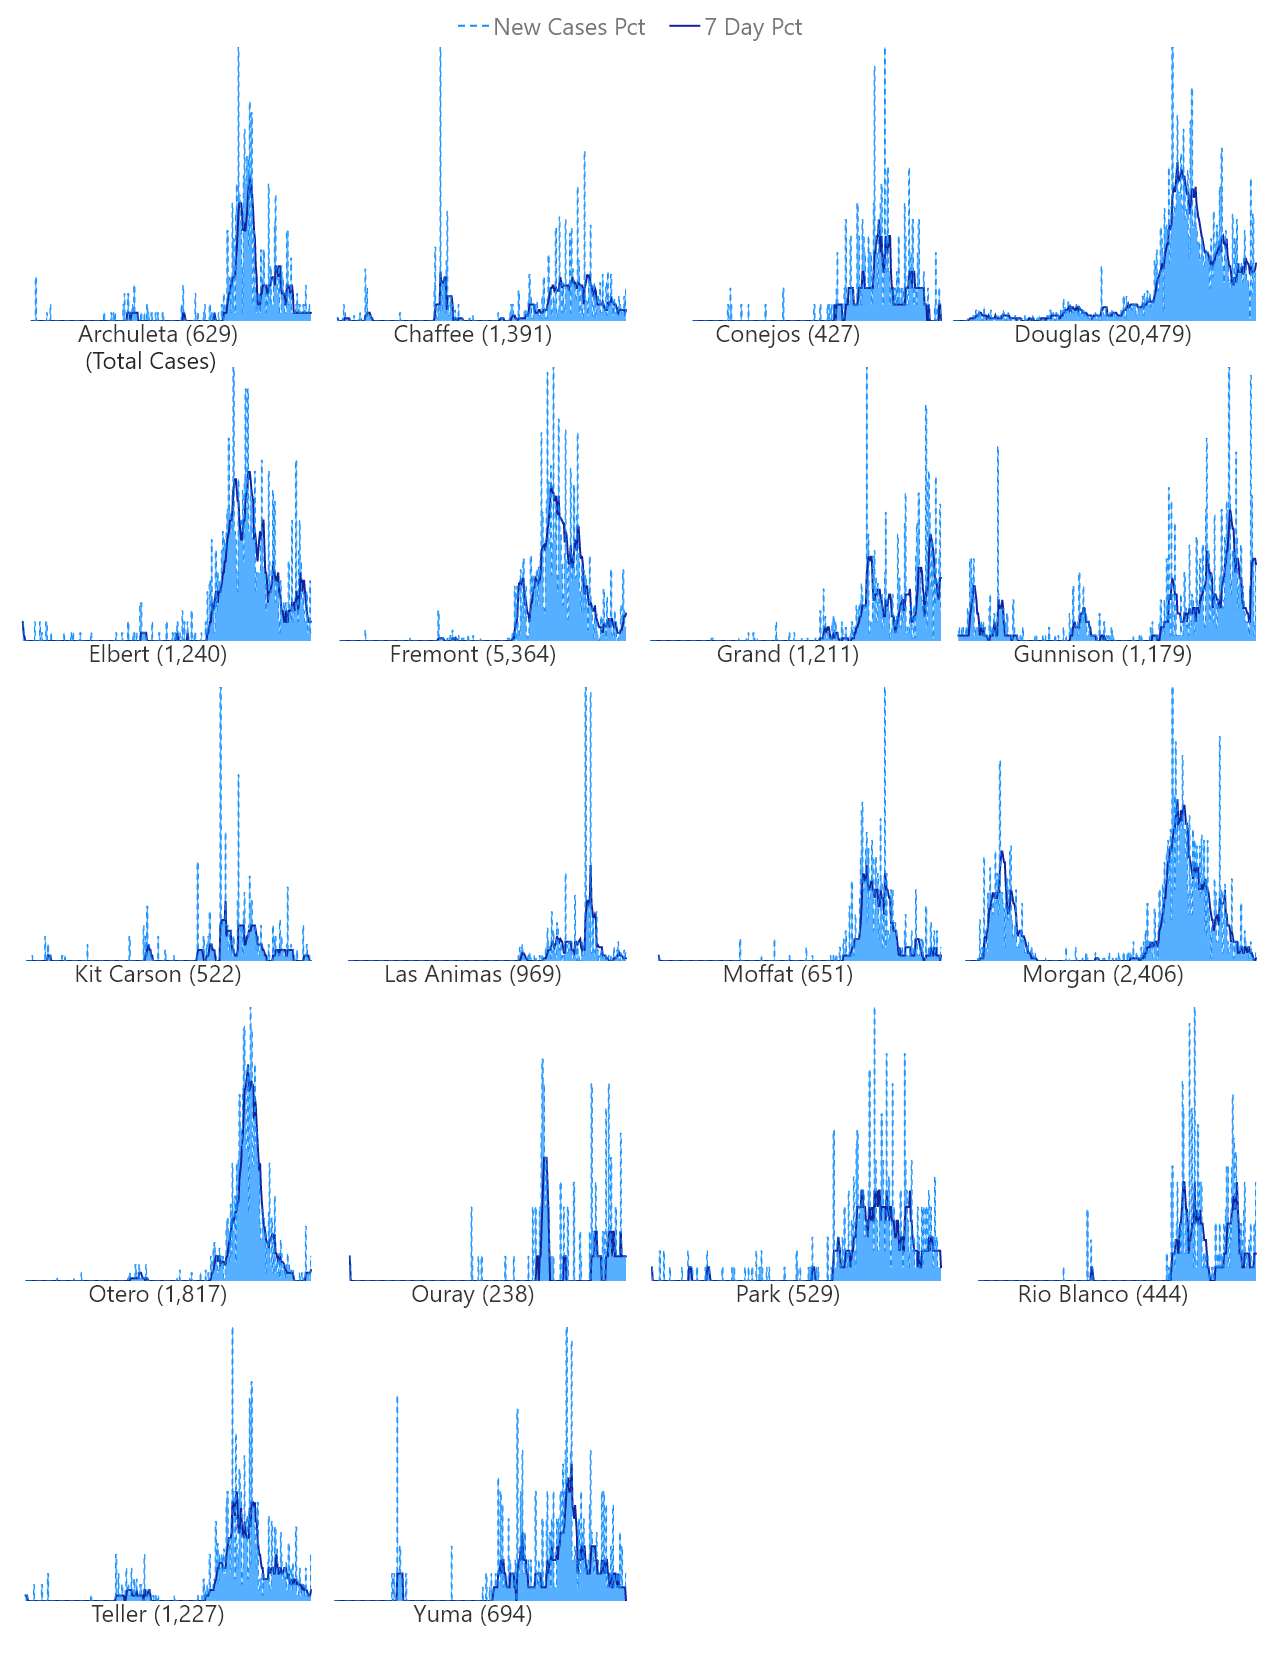 New Cases Pct 7 Day Pct
Archuleta (629) Chaffee (1,391) Conejos (427) Douglas (20,479)
(Total Cases)
Elbert (1,240) Fremont (5,364) Grand (1,211) Gunnison (1,179)
Kit Carson (522) Las Animas (969) Moffat (651) Morgan (2,406)
Otero (1,817) Ouray (238) Park (529) Rio Blanco (444)
Teller (1,227) Yuma (694)